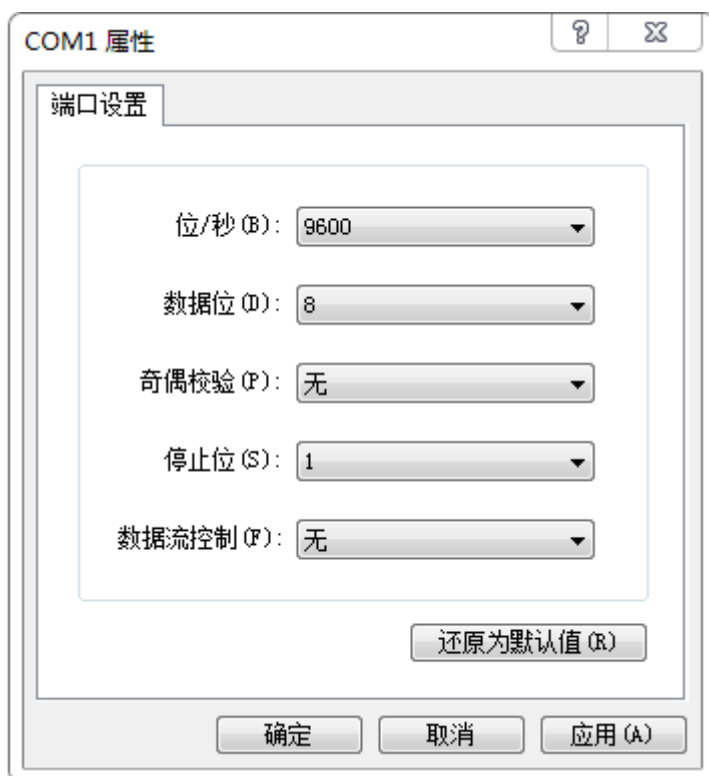 COM1 属性
端口设置
位/秒(B): 9600
数据位(D): 8
奇偶校验(P): 无
停止位(S): 1
数据流控制(F): 无
还原为默认值(R)
确定 取消 应用(A)